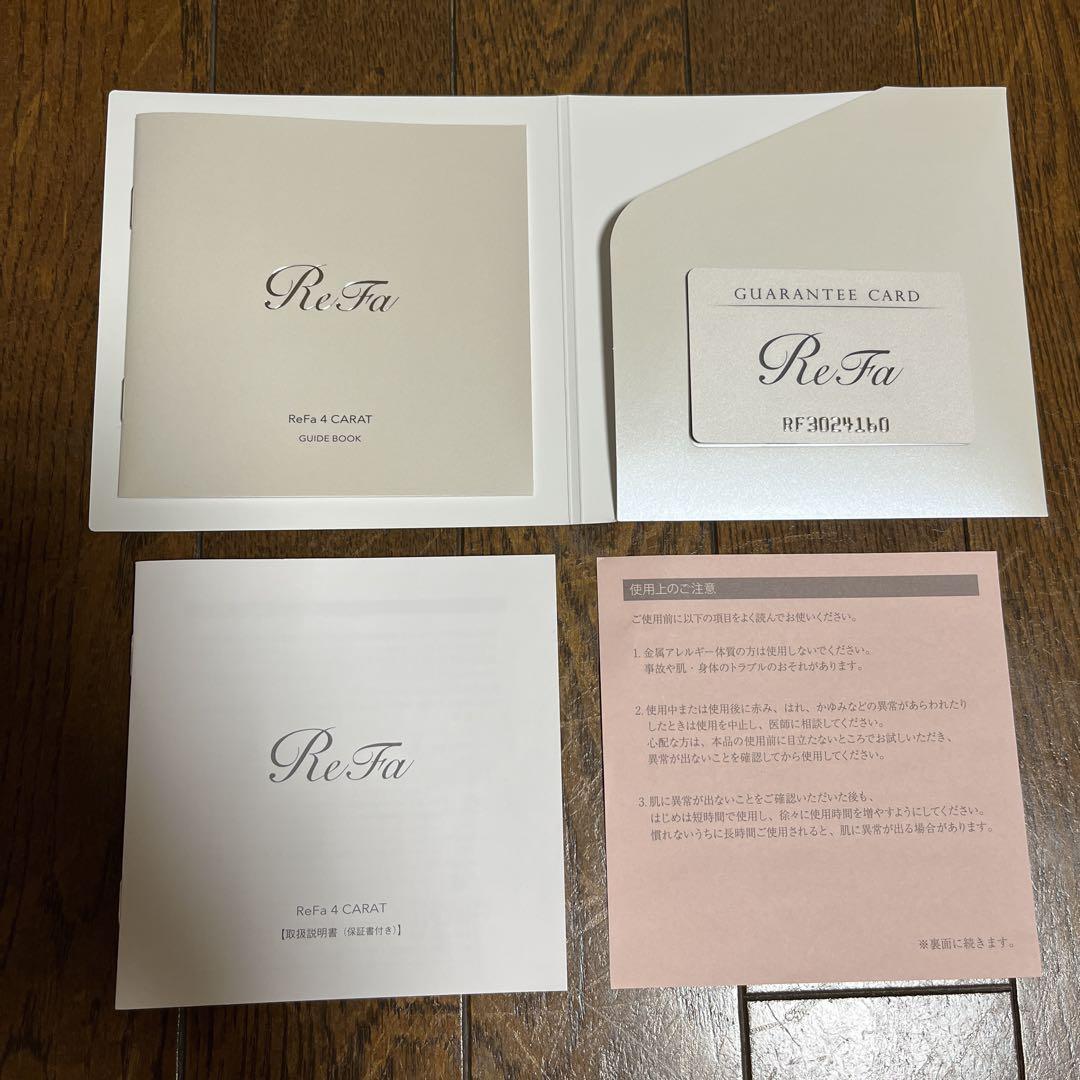 ReFa
ReFa 4 CARAT
GUIDE BOOK
GUARANTEE CARD
ReFa
RF3024160
ReFa
ReFa 4 CARAT
【取扱説明書（保証書付き）】
使用上のご注意
ご使用前に以下の項目をよく読んでお使いください。
1. 金属アレルギー体質の方は使用しないでください。
事故や肌・身体のトラブルのおそれがあります。
2. 使用中または使用後に赤み、はれ、かゆみなどの異常があらわれたり
したときは使用を中止し、医師に相談してください。
心配な方は、本品の使用前に目立たないところでお試しいただき、
異常が出ないことを確認してから使用してください。
3. 肌に異常が出ないことをご確認いただいた後も、
はじめは短時間で使用し、徐々に使用時間を増やすようにしてください。
慣れないうちに長時間ご使用されると、肌に異常が出る場合があります。
※裏面に続きます。